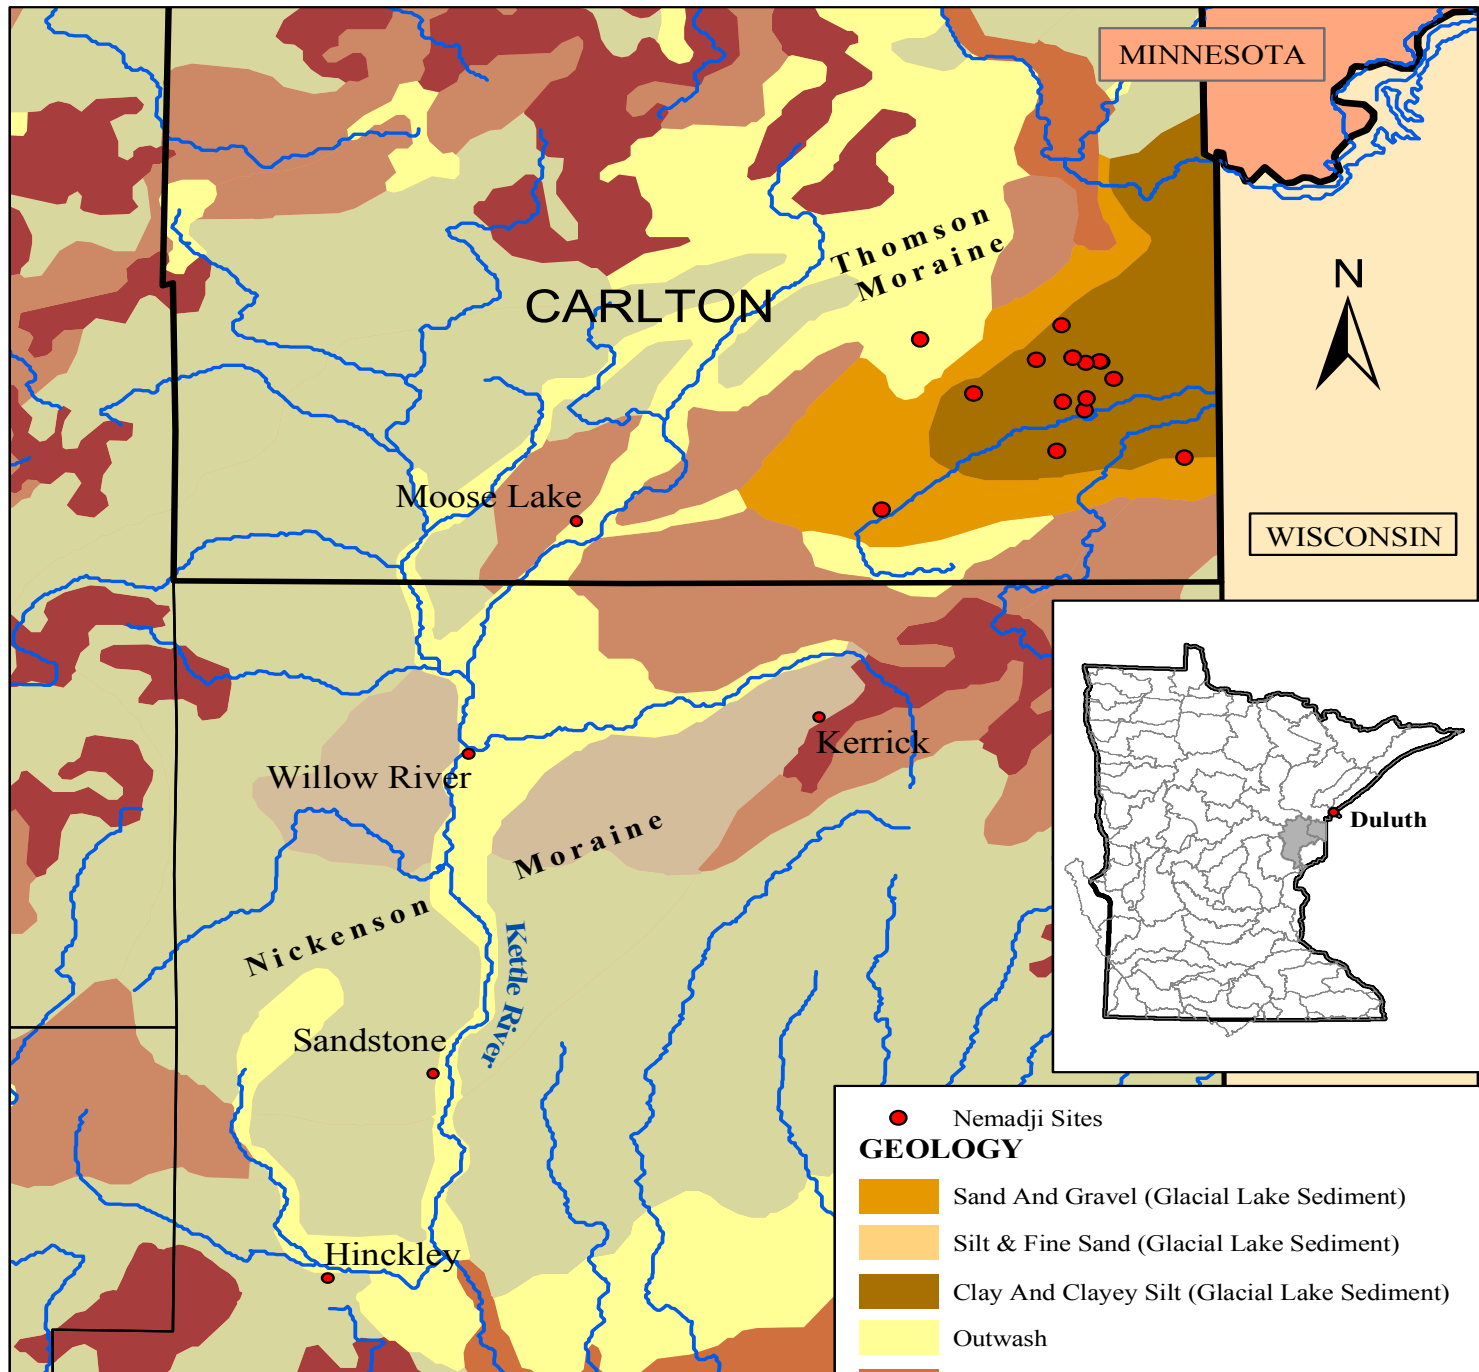 MINNESOTA
Thomson
Moraine
N
CARLTON
Moose Lake
WISCONSIN
Kerrick
Willow River
Duluth
Moraine
Nickenson
Kettle River
Sandstone
Hinckley
Nemadji Sites
GEOLOGY
Sand And Gravel (Glacial Lake Sediment)
Silt & Fine Sand (Glacial Lake Sediment)
Clay And Clayey Silt (Glacial Lake Sediment)
Outwash